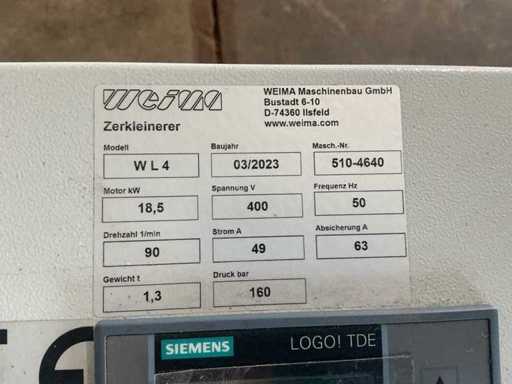 WEIMA
WEIMA Maschinenbau GmbH
Bustadt 6-10
D-74360 Ilsfeld
www.weima.com
Zerkleinerer
Modell Baujahr Masch.-Nr.
W L 4 03/2023 510-4640
Motor kW Spannung V Frequenz Hz
18,5 400 50
Drehzahl 1/min Strom A Absicherung A
90 49 63
Gewicht t Druck bar
1,3 160
SIEMENS LOGO! TDE